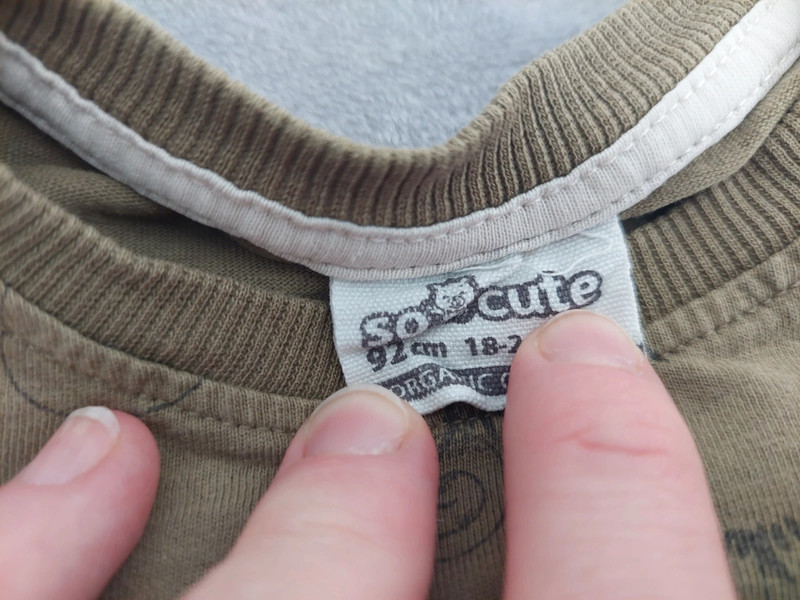 so cute
92 cm 18-2
ORGANIC